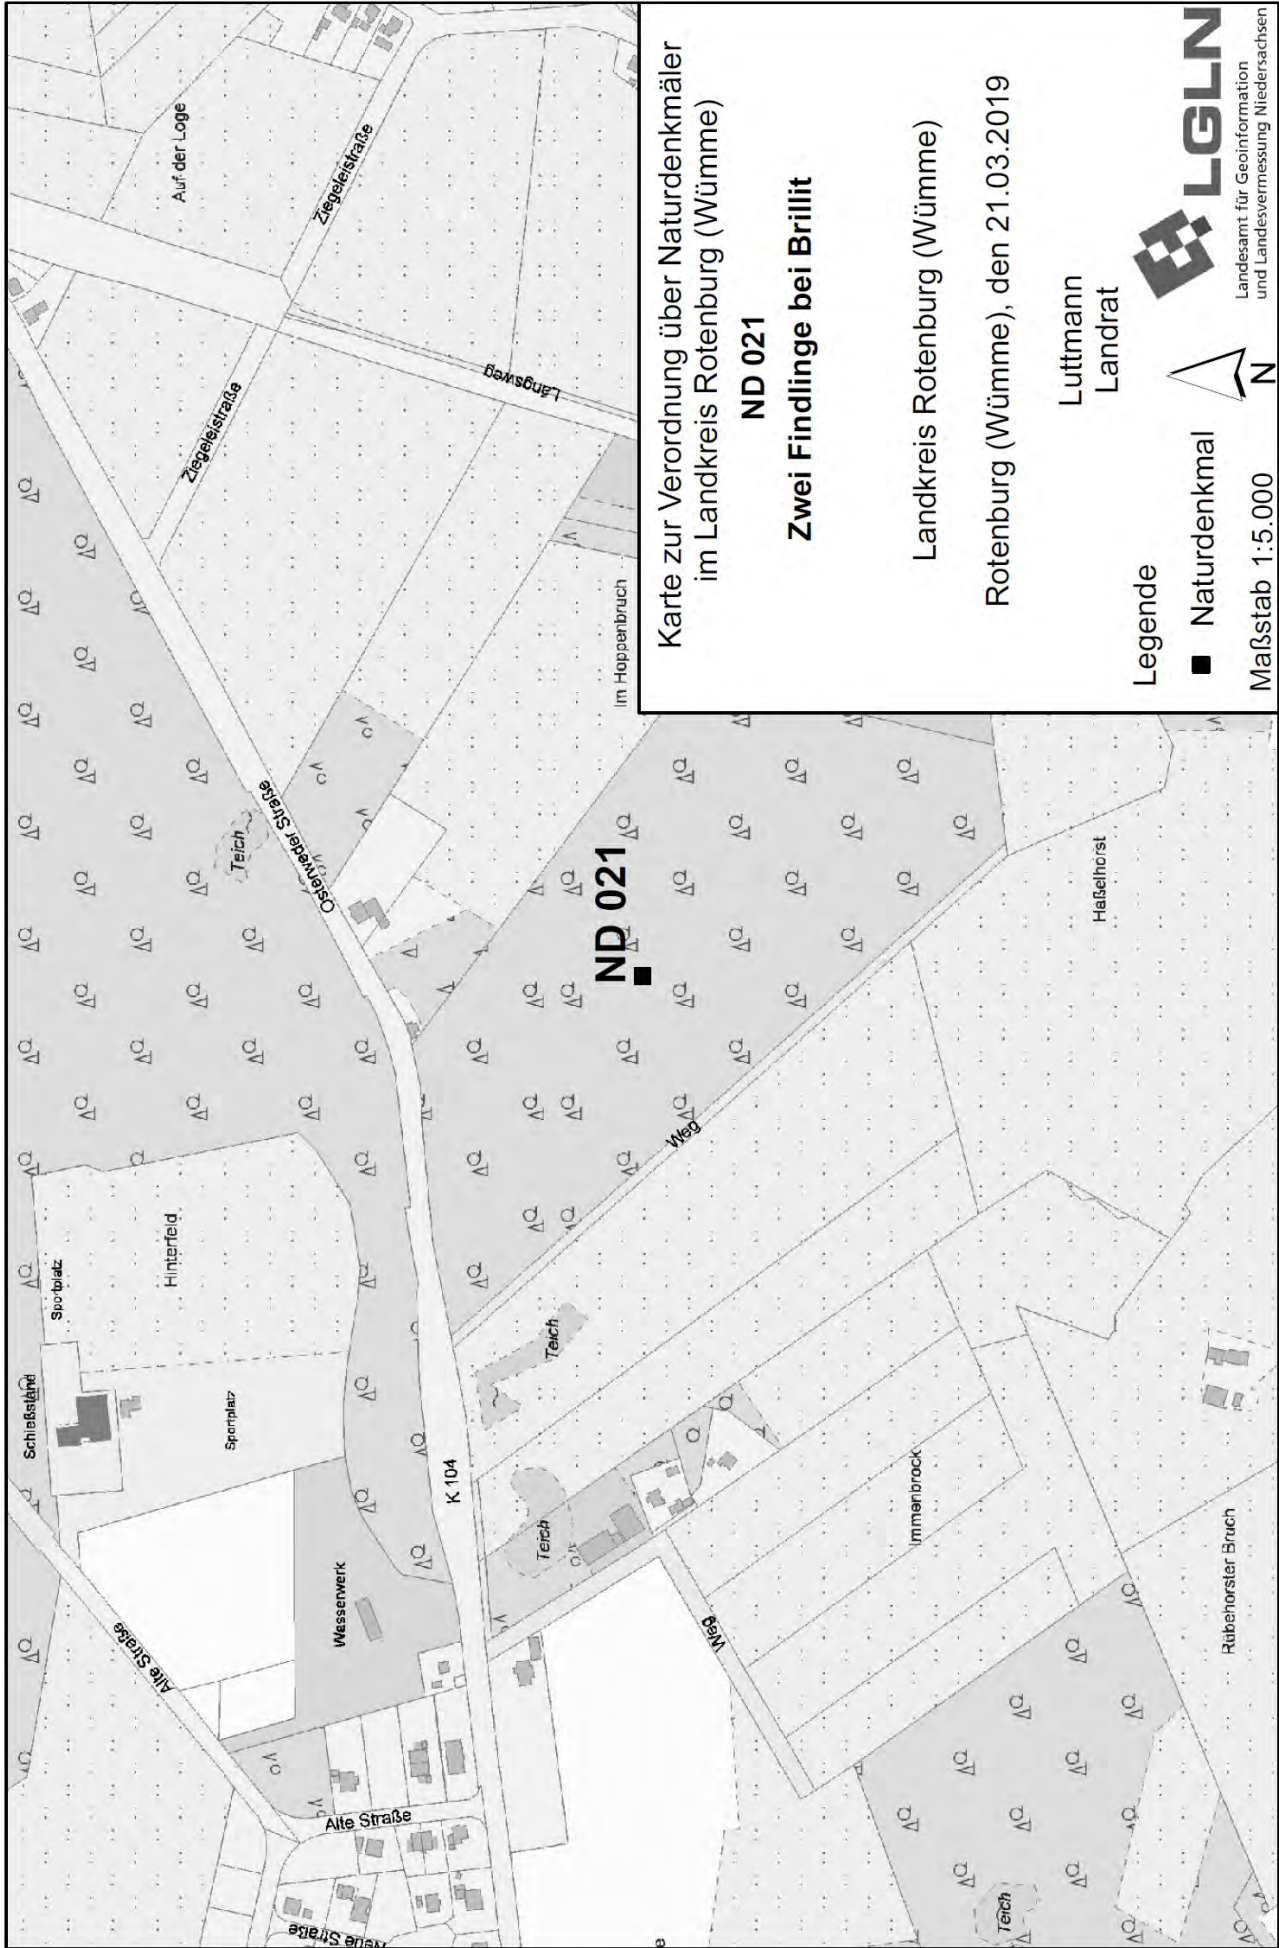 Karte zur Verordnung über Naturdenkmäler
im Landkreis Rotenburg (Wümme)
ND 021
Zwei Findlinge bei Brillit
Landkreis Rotenburg (Wümme)
Rotenburg (Wümme), den 21.03.2019
Luttmann
Landrat
Legende
Naturdenkmal
N
Maßstab 1:5.000
LGLN
Landesamt für Geoinformation
und Landesvermessung Niedersachsen
Schießstand
Sportplatz
Hinterfeld
Sportplatz
Alte Straße
Wasserwerk
Alte Straße
Neue Straße
K 104
Teich
Osterweder Straße
Ziegeleistraße
Ziegeleistraße
Auf der Loge
Längsweg
Im Hoppenbruch
ND 021
Weg
Teich
Teich
Weg
Immenbrock
Haßelhorst
Rübehorster Bruch
Teich
e